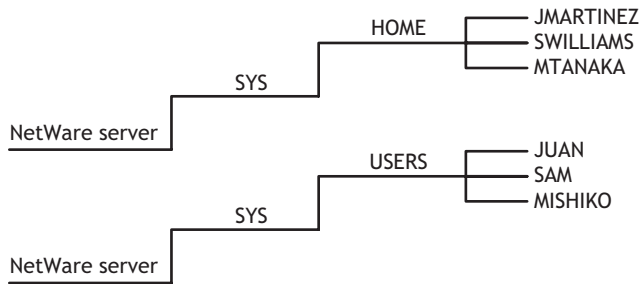 HOME
JMARTINEZ
SWILLIAMS
MTANAKA
SYS
NetWare server
USERS
JUAN
SAM
MISHIKO
SYS
NetWare server